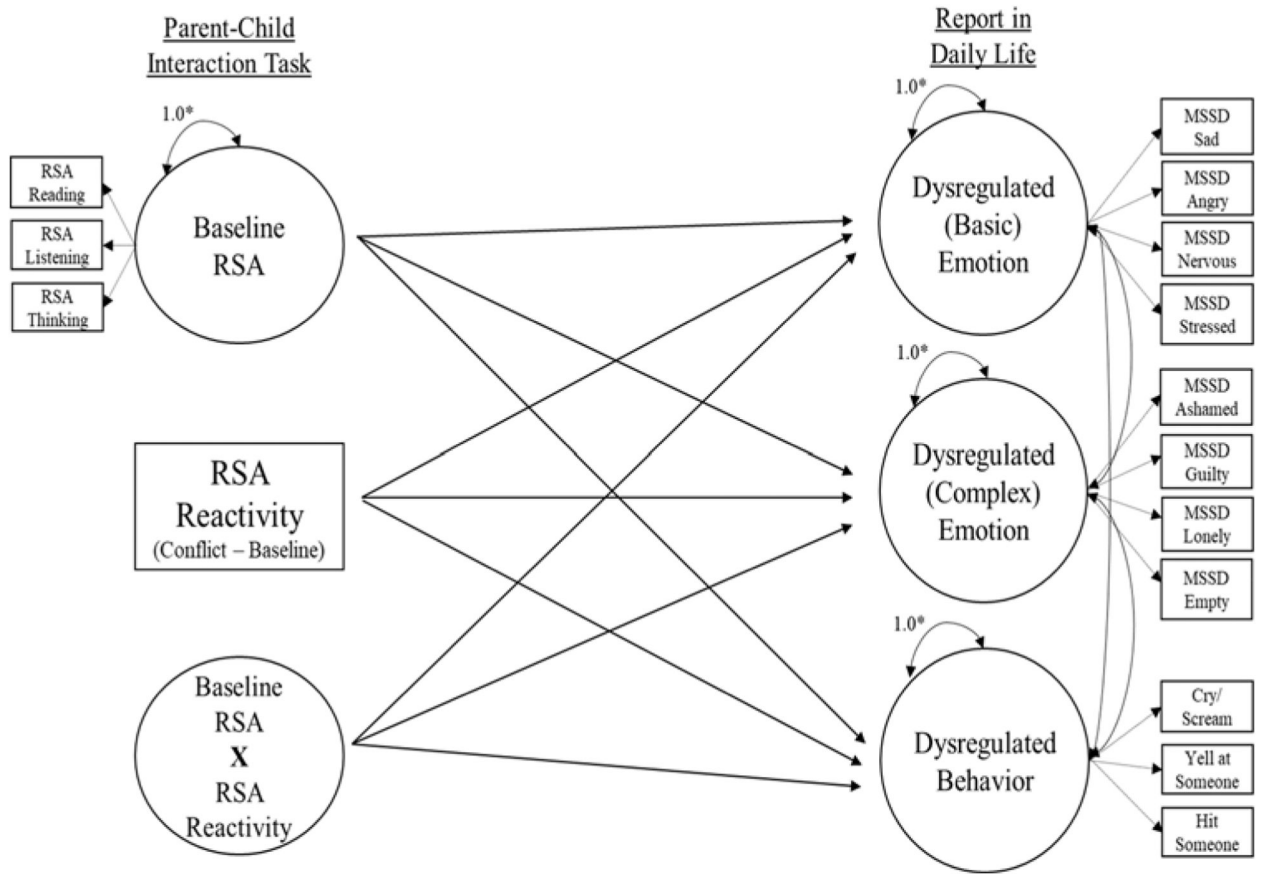 Parent-Child
Interaction Task
1.0*
RSA
Reading
RSA
Listening
RSA
Thinking
Baseline
RSA
RSA
Reactivity
(Conflict – Baseline)
Baseline
RSA
X
RSA
Reactivity
Report in
Daily Life
1.0*
Dysregulated
(Basic)
Emotion
MSSD
Sad
MSSD
Angry
MSSD
Nervous
MSSD
Stressed
1.0*
Dysregulated
(Complex)
Emotion
MSSD
Ashamed
MSSD
Guilty
MSSD
Lonely
MSSD
Empty
1.0*
Dysregulated
Behavior
Cry/
Scream
Yell at
Someone
Hit
Someone